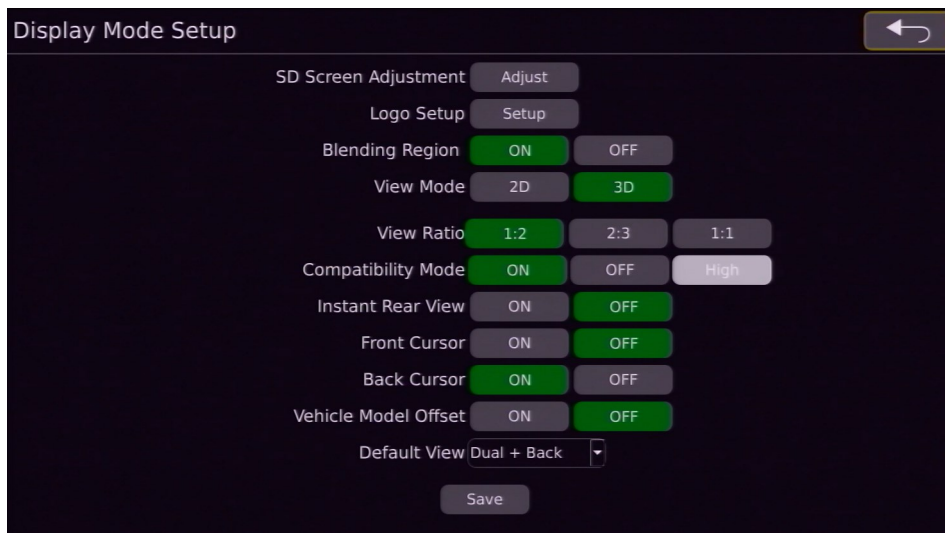 Display Mode Setup
SD Screen Adjustment Adjust
Logo Setup Setup
Blending Region ON OFF
View Mode 2D 3D
View Ratio 1:2 2:3 1:1
Compatibility Mode ON OFF High
Instant Rear View ON OFF
Front Cursor ON OFF
Back Cursor ON OFF
Vehicle Model Offset ON OFF
Default View Dual + Back
Save